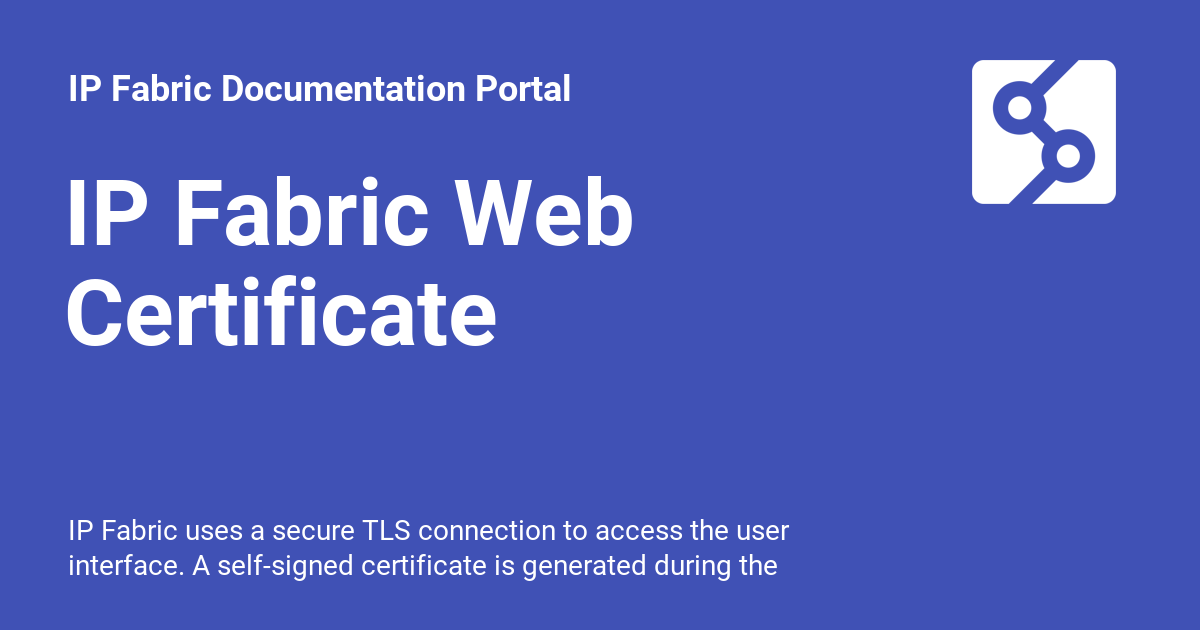 IP Fabric Documentation Portal
IP Fabric Web
Certificate
IP Fabric uses a secure TLS connection to access the user
interface. A self-signed certificate is generated during the